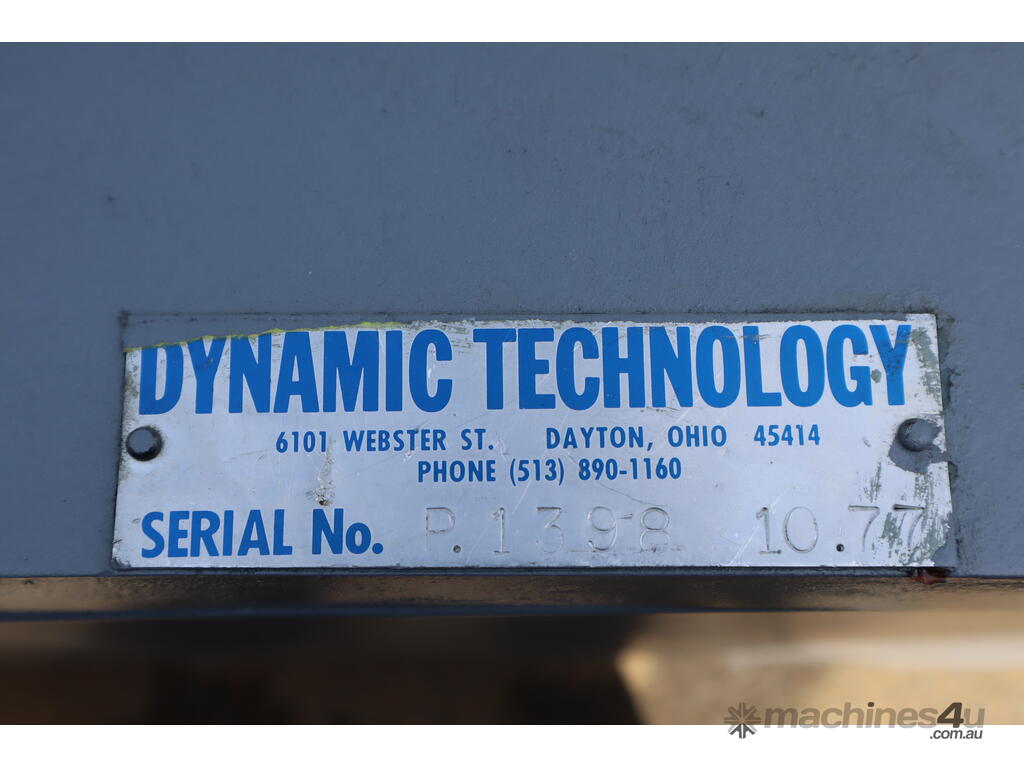 DYNAMIC TECHNOLOGY
6101 WEBSTER ST. DAYTON, OHIO 45414
PHONE (513) 890-1160
SERIAL No. P.1398 10.77
machines4u
.com.au